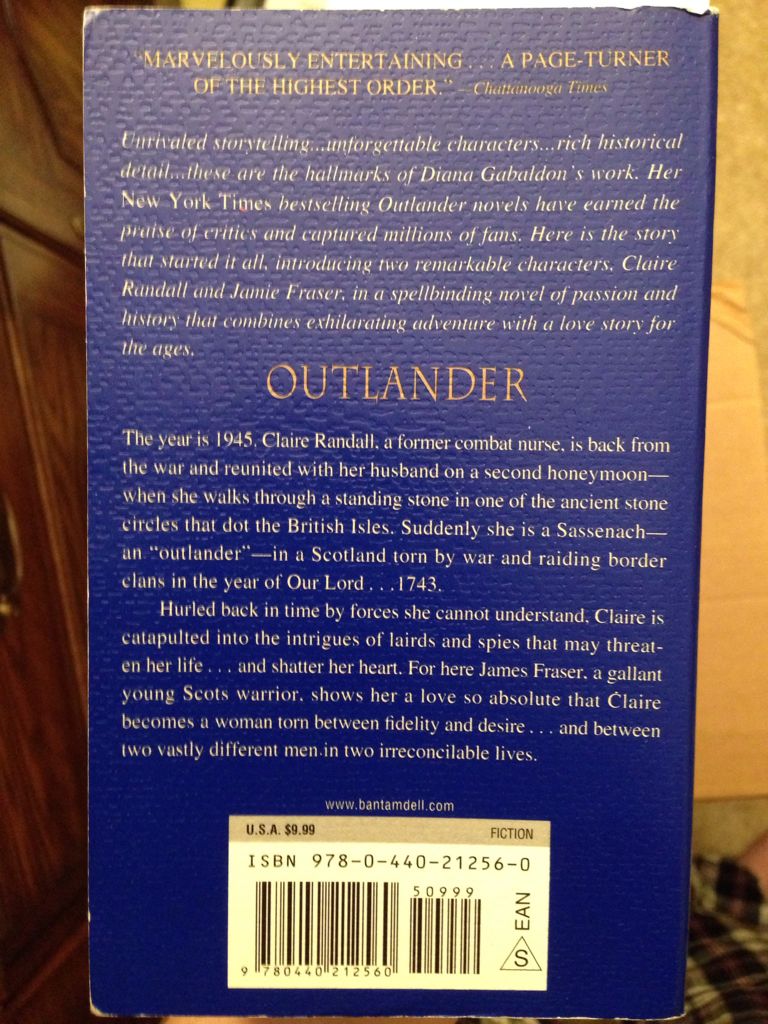 "MARVELOUSLY ENTERTAINING . . . A PAGE-TURNER
OF THE HIGHEST ORDER." —Chattanooga Times
Unrivaled storytelling...unforgettable characters...rich historical
detail...these are the hallmarks of Diana Gabaldon's work. Her
New York Times bestselling Outlander novels have earned the
praise of critics and captured millions of fans. Here is the story
that started it all, introducing two remarkable characters, Claire
Randall and Jamie Fraser, in a spellbinding novel of passion and
history that combines exhilarating adventure with a love story for
the ages.
OUTLANDER
The year is 1945. Claire Randall, a former combat nurse, is back from
the war and reunited with her husband on a second honeymoon—
when she walks through a standing stone in one of the ancient stone
circles that dot the British Isles. Suddenly she is a Sassenach—
an "outlander"—in a Scotland torn by war and raiding border
clans in the year of Our Lord . . . 1743.
Hurled back in time by forces she cannot understand, Claire is
catapulted into the intrigues of lairds and spies that may threat-
en her life . . . and shatter her heart. For here James Fraser, a gallant
young Scots warrior, shows her a love so absolute that Claire
becomes a woman torn between fidelity and desire . . . and between
two vastly different men in two irreconcilable lives.
www.bantamdell.com
U.S.A. $9.99 FICTION
ISBN 978-0-440-21256-0
50999
9 780440 212560
EAN
S